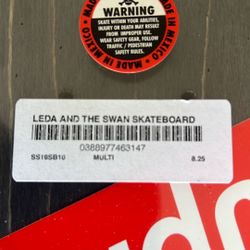 WARNING
SKATE WITHIN YOUR ABILITIES,
INJURY OR DEATH MAY RESULT
FROM IMPROPER USE.
WEAR SAFETY GEAR, FOLLOW
TRAFFIC / PEDESTRIAN
SAFETY RULES.
MADE IN MEXICO
LEDA AND THE SWAN SKATEBOARD
0388977463147
SS19SB10 MULTI 8.25